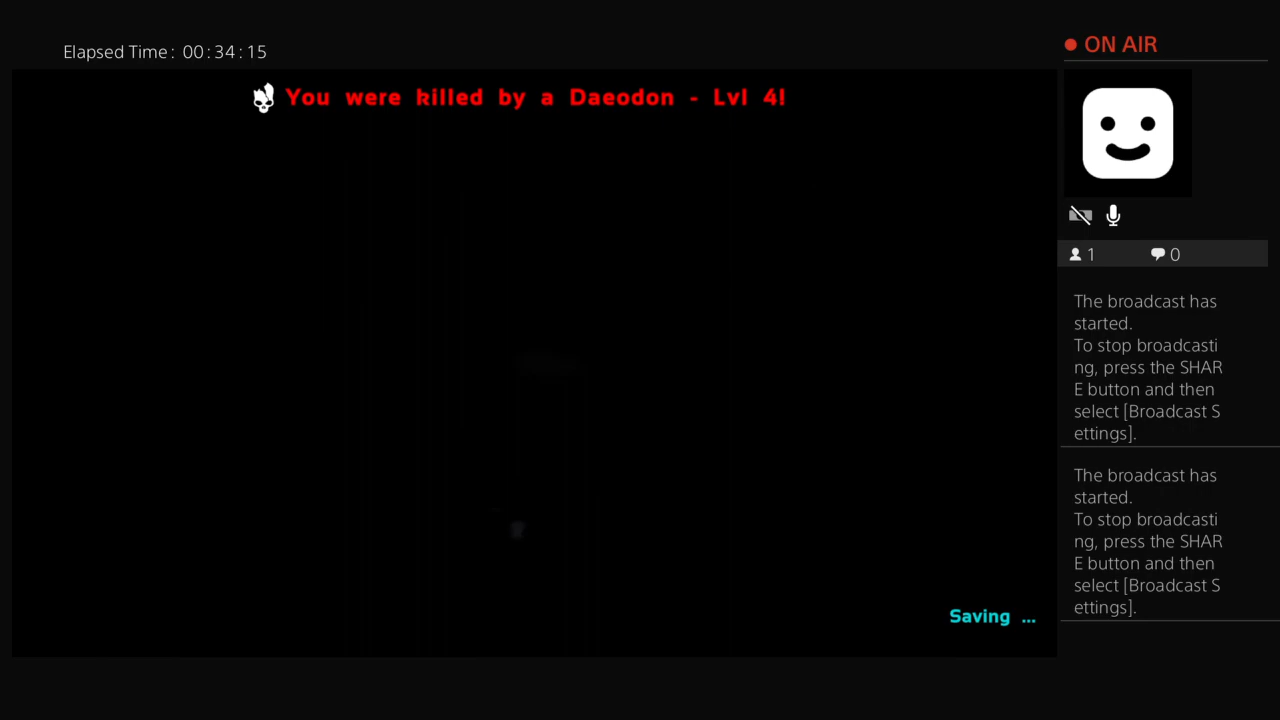 Elapsed Time: 00:34:15
ON AIR
You were killed by a Daeodon - Lvl 4!
1 0
The broadcast has
started.
To stop broadcasti
ng, press the SHAR
E button and then
select [Broadcast S
ettings].
The broadcast has
started.
To stop broadcasti
ng, press the SHAR
E button and then
select [Broadcast S
ettings].
Saving ...